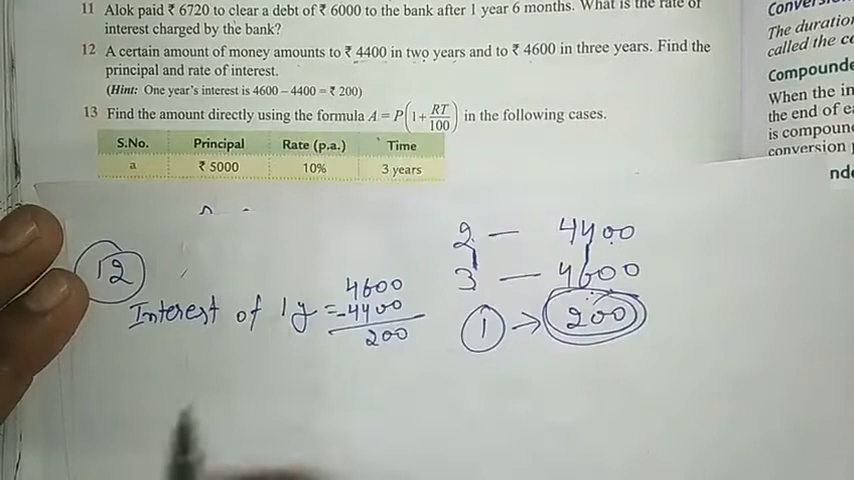 11 Alok paid ₹ 6720 to clear a debt of ₹ 6000 to the bank after 1 year 6 months. What is the rate of
interest charged by the bank?
12 A certain amount of money amounts to ₹ 4400 in two years and to ₹ 4600 in three years. Find the
principal and rate of interest.
(Hint: One year's interest is 4600 – 4400 = ₹ 200)
13 Find the amount directly using the formula A = P(1 + RT/100) in the following cases.
S.No. Principal Rate (p.a.) Time
a ₹ 5000 10% 3 years
The duration
called the
When the in
the end of
is compoun
conversion
12
Interest of 1y = 4600
- 4400
200
2 — 4400
3 — 4600
1 → 200